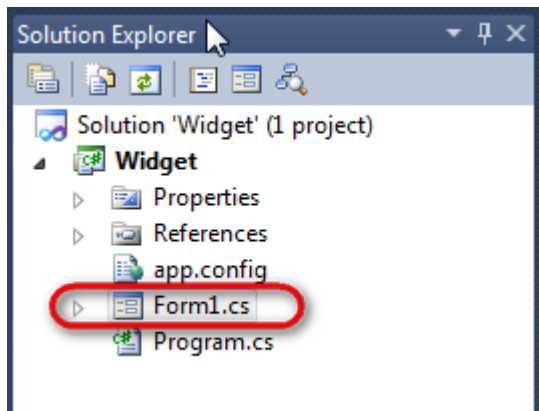 Solution Explorer
Solution 'Widget' (1 project)
Widget
Properties
References
app.config
Form1.cs
Program.cs